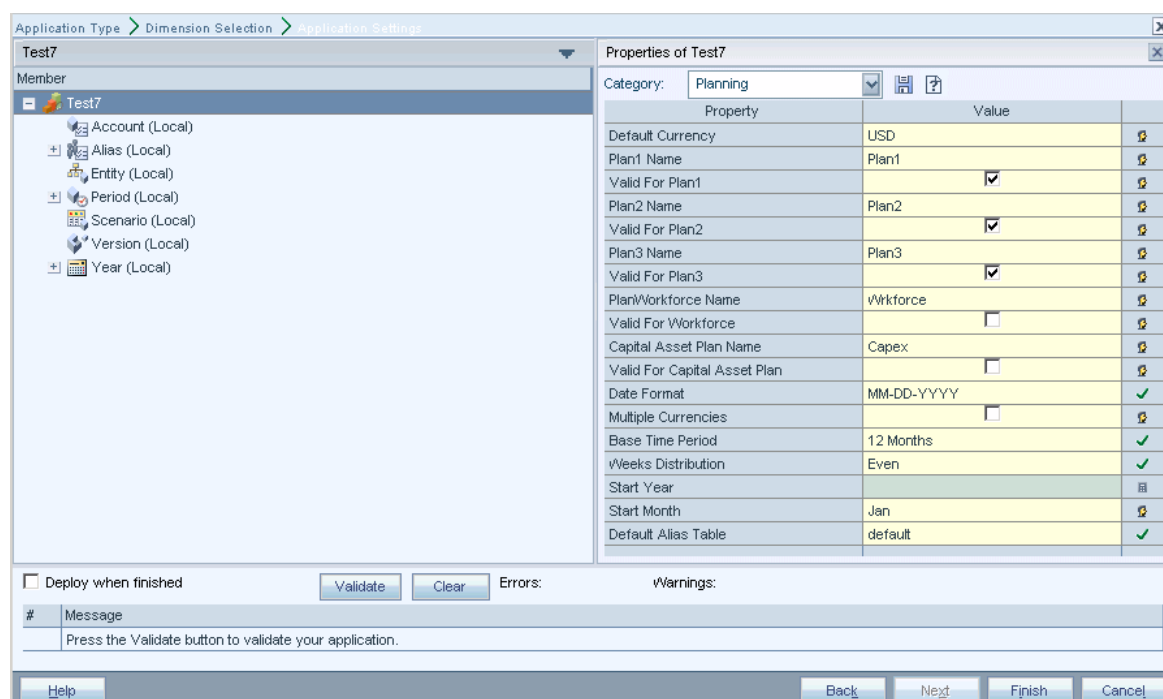 Application Type Dimension Selection Application Settings
Test7
Member
Test7
Account (Local)
Alias (Local)
Entity (Local)
Period (Local)
Scenario (Local)
Version (Local)
Year (Local)
Properties of Test7
Category: Planning
Property Value
Default Currency USD
Plan1 Name Plan1
Valid For Plan1
Plan2 Name Plan2
Valid For Plan2
Plan3 Name Plan3
Valid For Plan3
PlanWorkforce Name Wrkforce
Valid For Workforce
Capital Asset Plan Name Capex
Valid For Capital Asset Plan
Date Format MM-DD-YYYY
Multiple Currencies
Base Time Period 12 Months
Weeks Distribution Even
Start Year
Start Month Jan
Default Alias Table default
Deploy when finished Validate Clear Errors: Warnings:
# Message
Press the Validate button to validate your application.
Help Back Next Finish Cancel